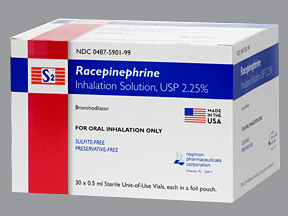 NDC 0487-5901-99
S2
Racepinephrine
Inhalation Solution, USP 2.25%
Bronchodilator
MADE IN THE
USA
FOR ORAL INHALATION ONLY
SULFITE-FREE
PRESERVATIVE-FREE
nephron
pharmaceuticals
corporation
30 x 0.5 ml Sterile Unit-of-Use Vials, each in a foil pouch.
Racepinephrine